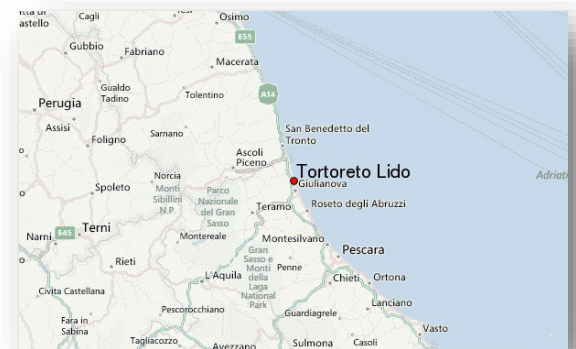 Cagli
Osimo
E55
Gubbio
Fabriano
Macerata
Gualdo
Tadino
Tolentino
A14
Perugia
Assisi
Foligno
Sarnano
San Benedetto del
Tronto
Ascoli
Piceno
Tortoreto Lido
Norcia
Giulianova
Adriati
Spoleto
Monti
Sibillini
N.P.
Parco
Nazionale
del Gran
Sasso
Roseto degli Abruzzi
Teramo
Terni
E45
Narni
Montereale
Montesilvano
Pescara
Gran
Sasso e
Monti
della
Laga
National
Park
Penne
Rieti
L'Aquila
Chieti
Ortona
Civita Castellana
Lanciano
Pescorocchiano
Guardiagrele
Fara in
Sabina
Vasto
Tagliacozzo
Avezzano
Sulmona
Casoli